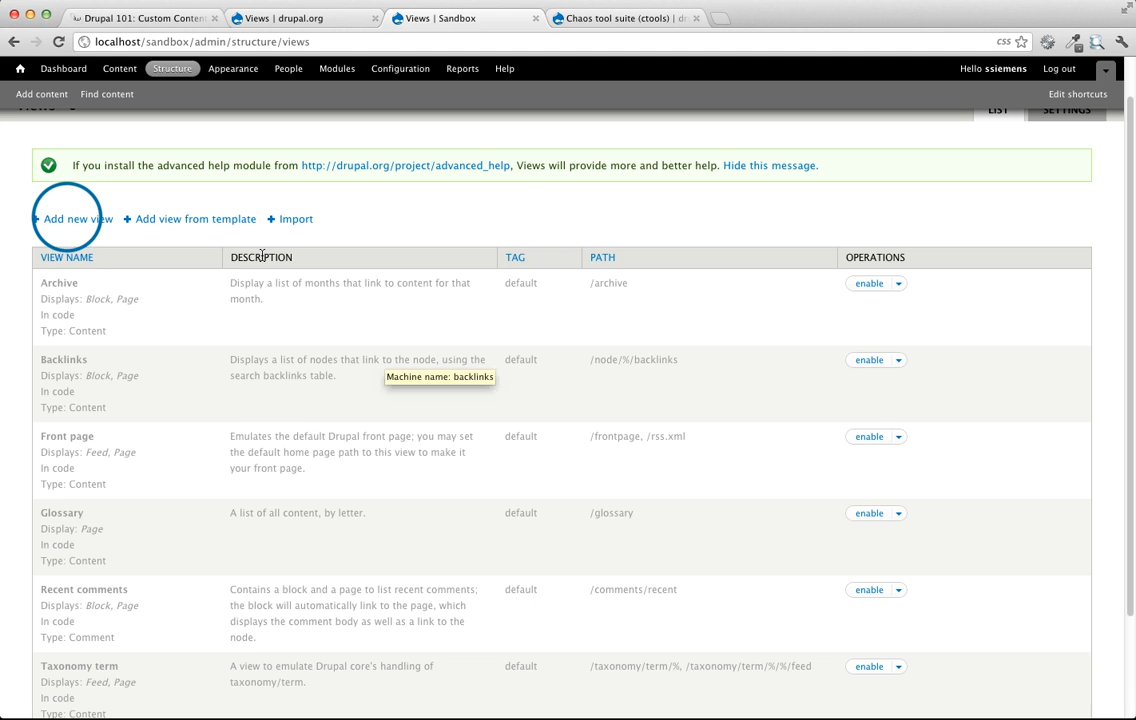 Drupal 101: Custom Content
Views | drupal.org
Views | Sandbox
Chaos tool suite (ctools) | d
localhost/sandbox/admin/structure/views
CSS
Dashboard Content Structure Appearance People Modules Configuration Reports Help
Hello ssiemens Log out
Add content Find content
Edit shortcuts
LIST SETTINGS
If you install the advanced help module from http://drupal.org/project/advanced_help, Views will provide more and better help. Hide this message.
+ Add new view + Add view from template + Import
VIEW NAME DESCRIPTION TAG PATH OPERATIONS
Archive
Displays: Block, Page
In code
Type: Content
Display a list of months that link to content for that
month.
default
/archive
enable
Backlinks
Displays: Block, Page
In code
Type: Content
Displays a list of nodes that link to the node, using the
search backlinks table.
Machine name: backlinks
default
/node/%/backlinks
enable
Front page
Displays: Feed, Page
In code
Type: Content
Emulates the default Drupal front page; you may set
the default home page path to this view to make it
your front page.
default
/frontpage, /rss.xml
enable
Glossary
Display: Page
In code
Type: Content
A list of all content, by letter.
default
/glossary
enable
Recent comments
Displays: Block, Page
In code
Type: Comment
Contains a block and a page to list recent comments;
the block will automatically link to the page, which
displays the comment body as well as a link to the
node.
default
/comments/recent
enable
Taxonomy term
Displays: Feed, Page
In code
Type: Content
A view to emulate Drupal core's handling of
taxonomy/term.
default
/taxonomy/term/%, /taxonomy/term/%/%/feed
enable